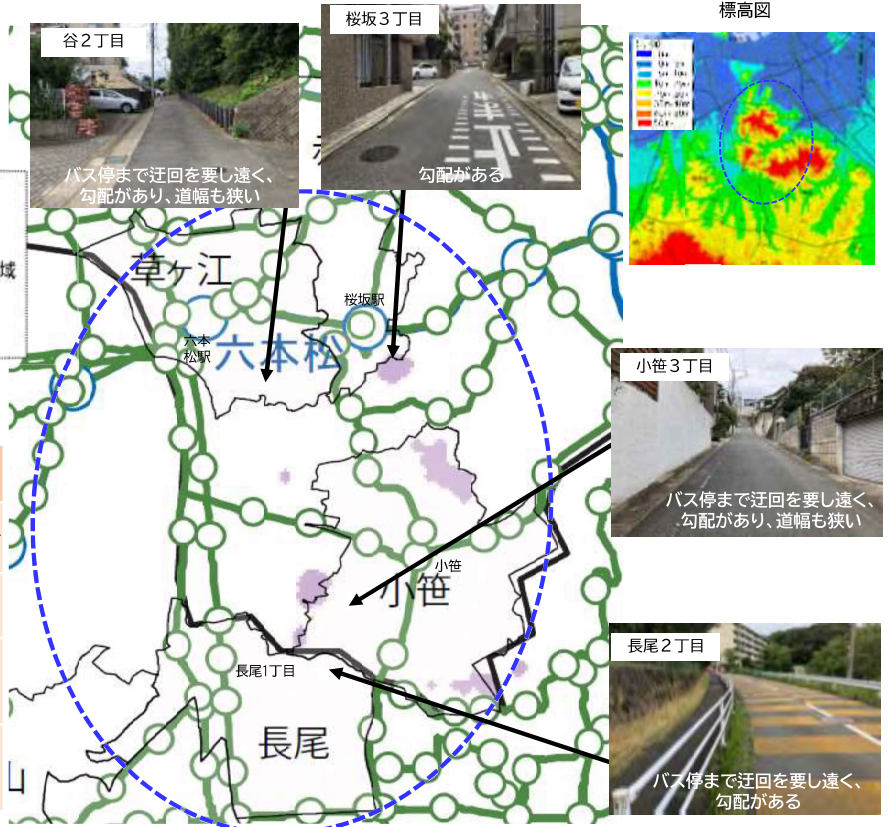 標高図
谷2丁目
バス停まで迂回を要し遠く、
勾配があり、道幅も狭い
桜坂3丁目
勾配がある
域
草ヶ江
桜坂駅
六本
松駅
六本松
小笹3丁目
バス停まで迂回を要し遠く、
勾配があり、道幅も狭い
小笹
小笹
長尾1丁目
長尾2丁目
バス停まで迂回を要し遠く、
勾配がある
長尾
山